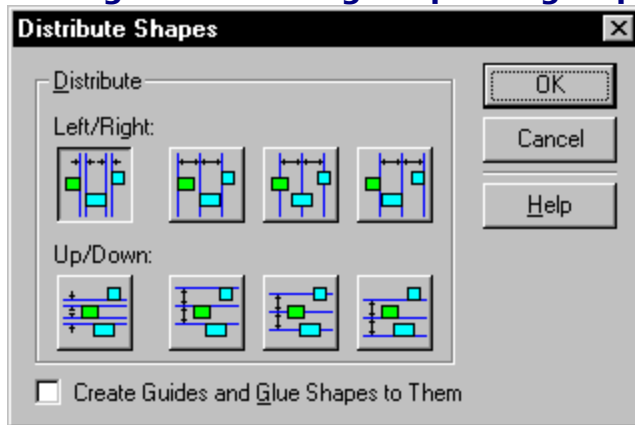 Distribute Shapes
Distribute
OK
Left/Right:
Cancel
Help
Up/Down:
Create Guides and Glue Shapes to Them